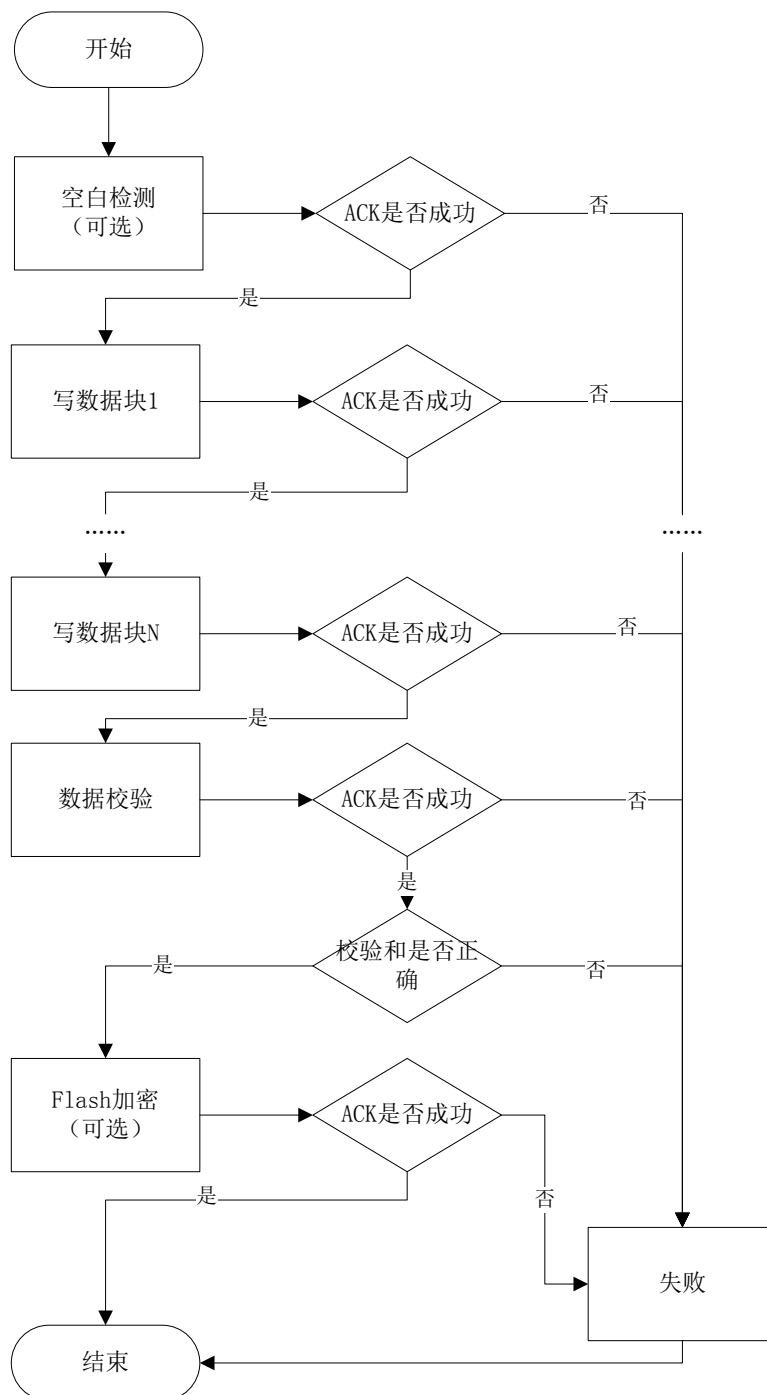 开始
空白检测
（可选）
ACK是否成功
否
是
写数据块1
ACK是否成功
否
是
……
……
写数据块N
ACK是否成功
否
是
数据校验
ACK是否成功
否
是
校验和是否正
确
是
否
Flash加密
（可选）
ACK是否成功
是
否
失败
结束